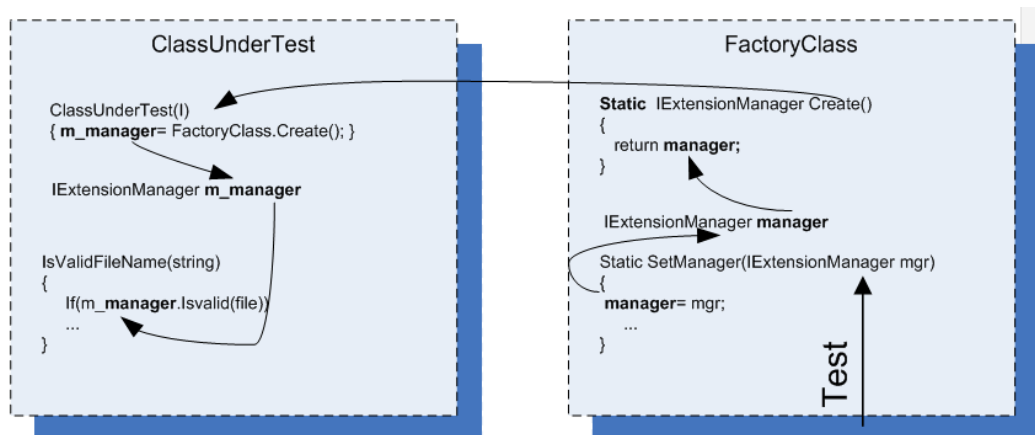 ClassUnderTest
ClassUnderTest(I)
{ m_manager= FactoryClass.Create(); }
IExtensionManager m_manager
IsValidFileName(string)
{
If(m_manager.Isvalid(file))
...
}
FactoryClass
Static IExtensionManager Create()
{
return manager;
}
IExtensionManager manager
Static SetManager(IExtensionManager mgr)
{
manager= mgr;
...
}
Test